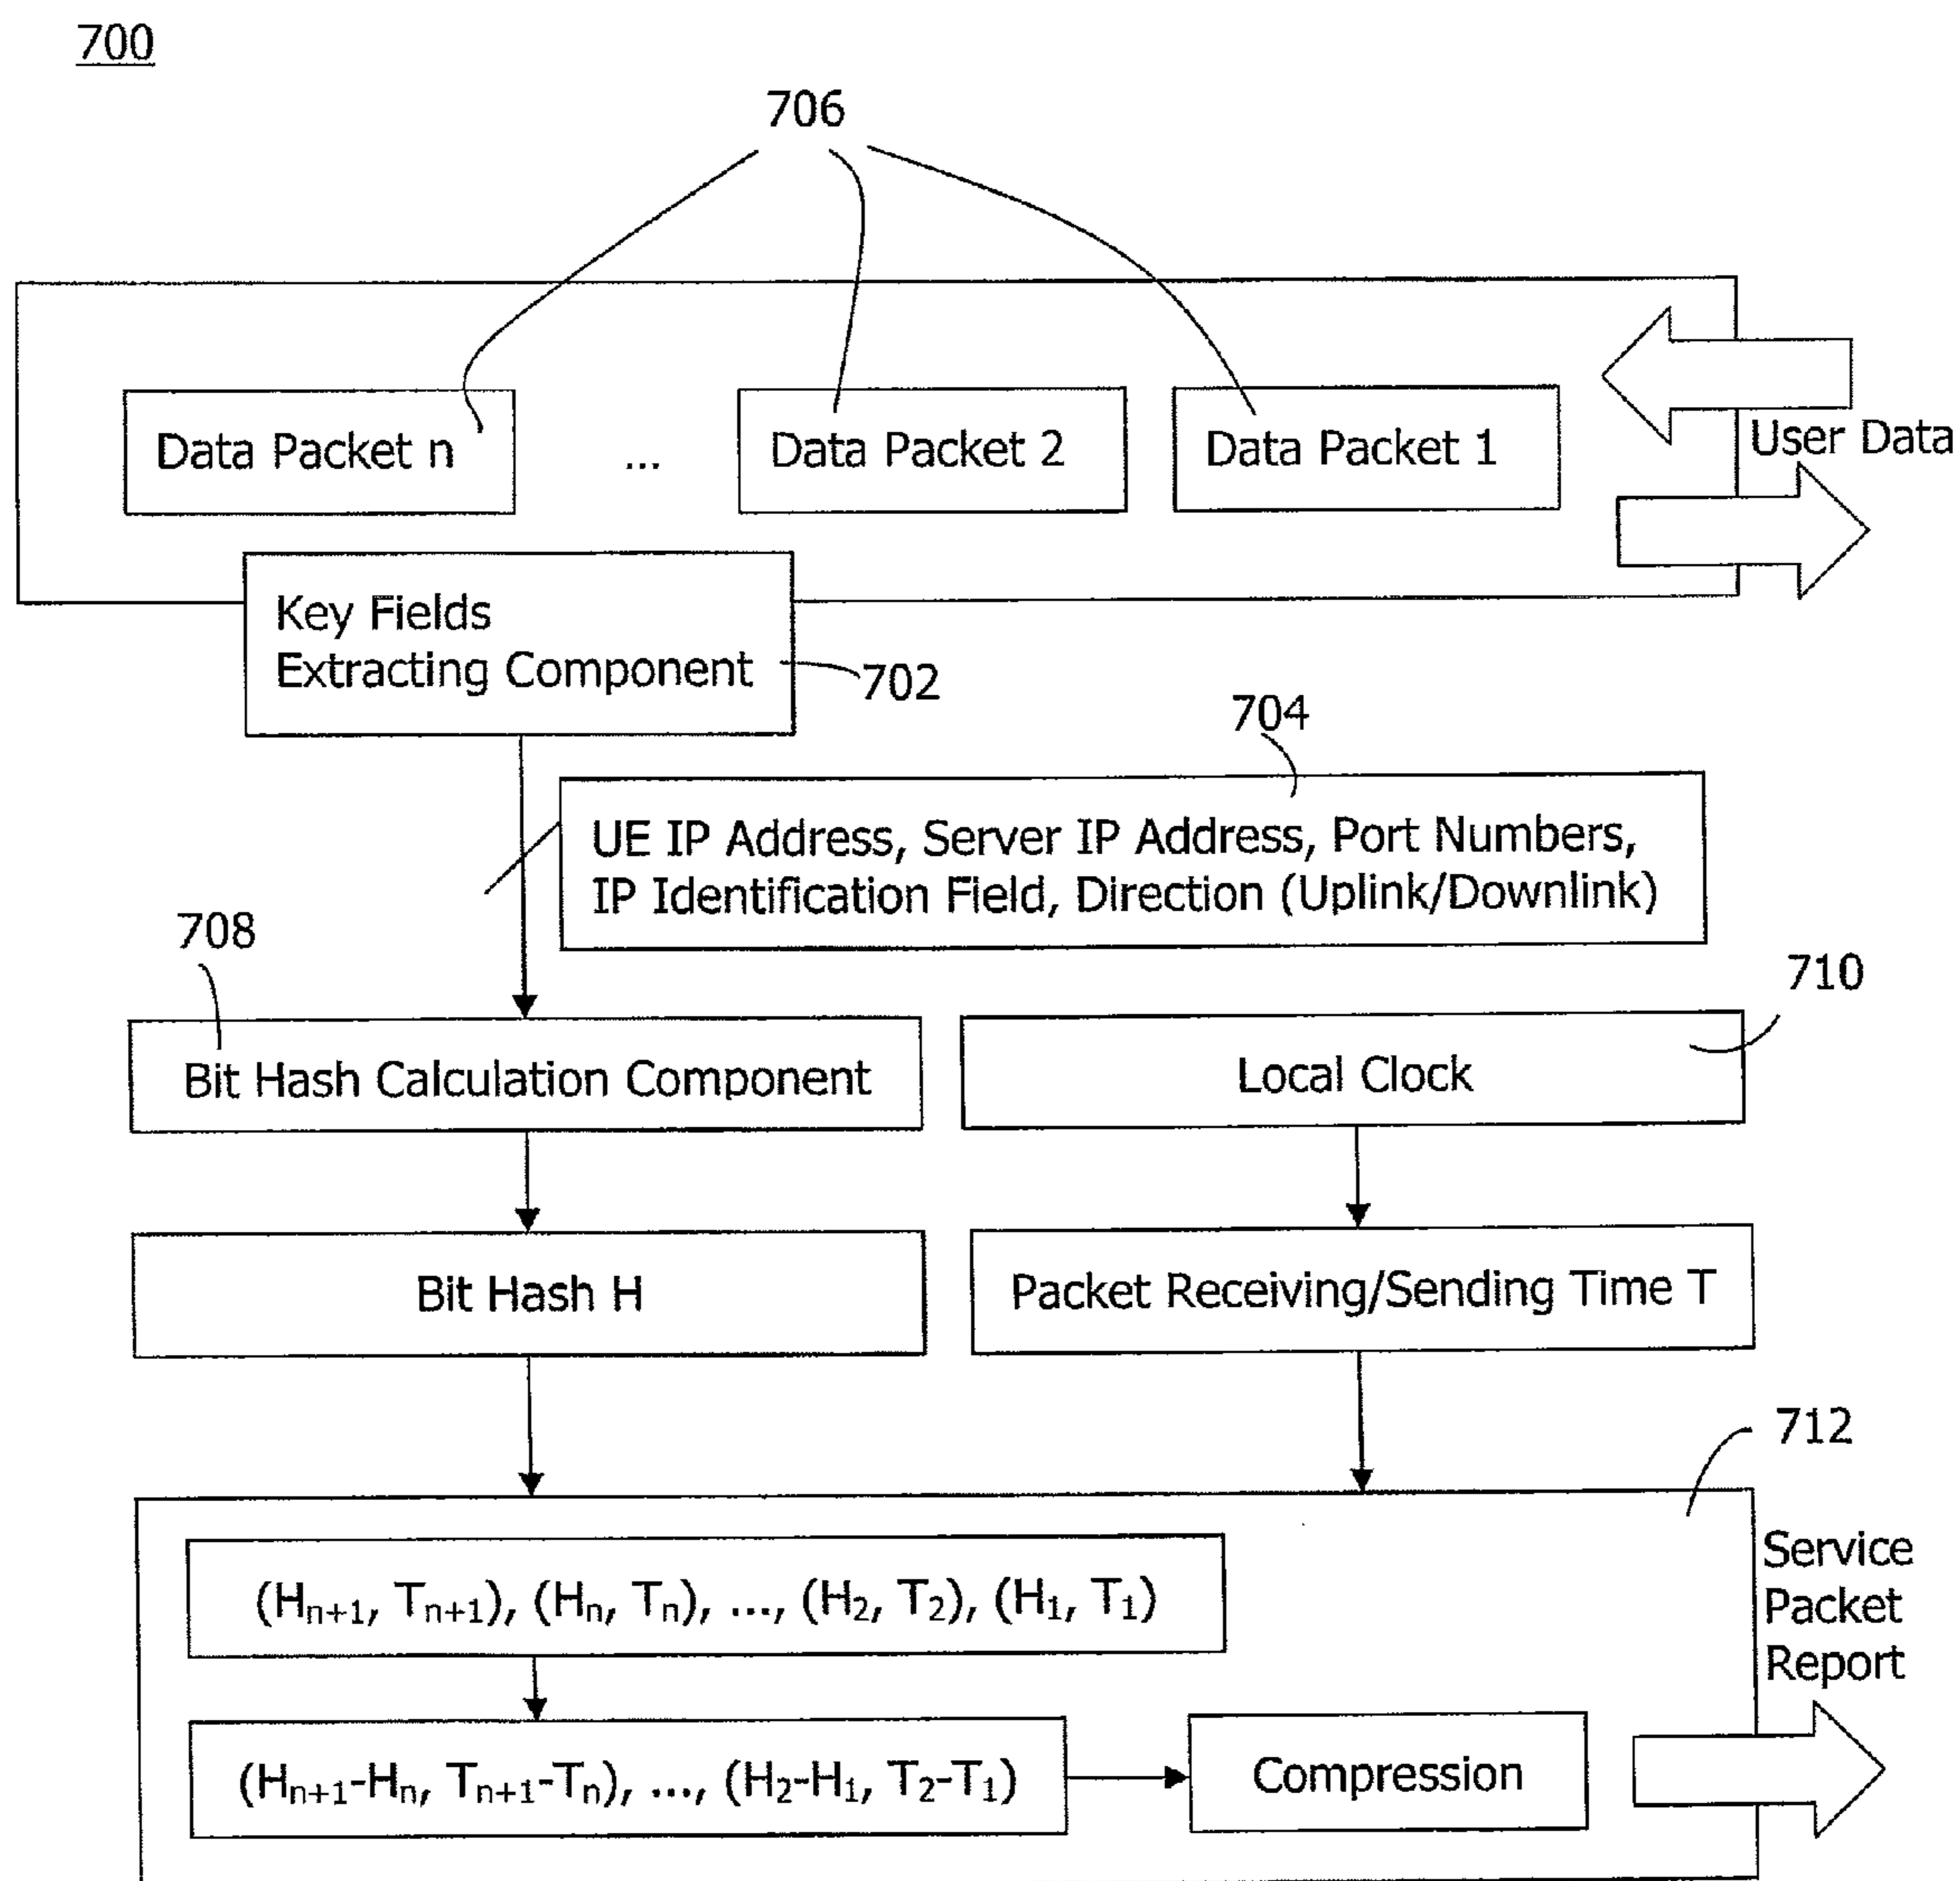 700
706
Data Packet n
...
Data Packet 2
Data Packet 1
User Data
Key Fields
Extracting Component
702
704
UE IP Address, Server IP Address, Port Numbers,
IP Identification Field, Direction (Uplink/Downlink)
708
710
Bit Hash Calculation Component
Local Clock
Bit Hash H
Packet Receiving/Sending Time T
712
(Hₙ₊₁, Tₙ₊₁), (Hₙ, Tₙ), ..., (H₂, T₂), (H₁, T₁)
Service
Packet
Report
(Hₙ₊₁-Hₙ, Tₙ₊₁-Tₙ), ..., (H₂-H₁, T₂-T₁)
Compression